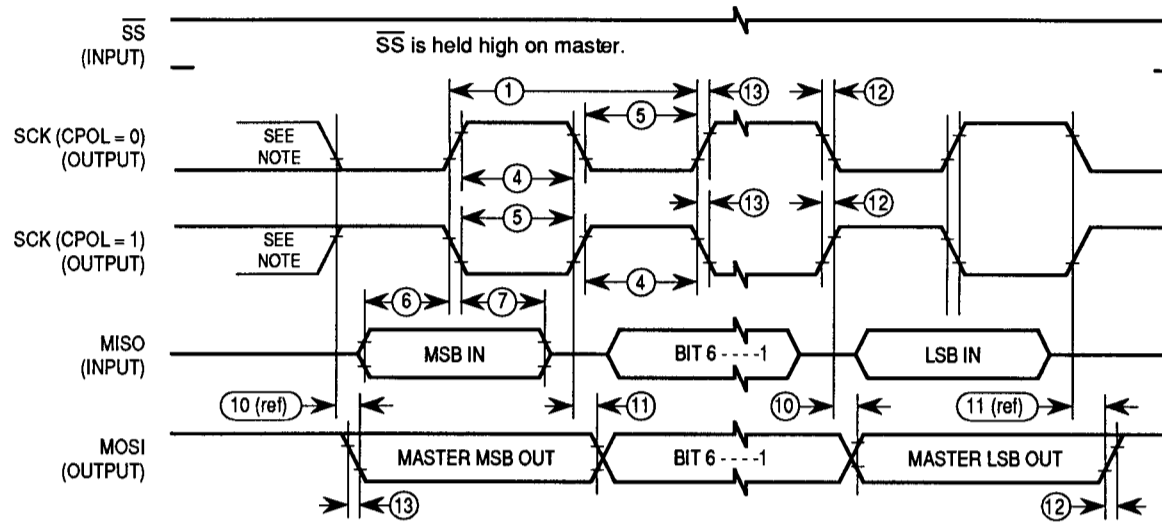 SS
(INPUT)
SS is held high on master.
1
13
12
5
SCK (CPOL = 0)
(OUTPUT)
SEE
NOTE
4
5
13
12
SCK (CPOL = 1)
(OUTPUT)
SEE
NOTE
4
6
7
MISO
(INPUT)
MSB IN
BIT 6 - - - - - 1
LSB IN
10 (ref)
11
10
11 (ref)
MOSI
(OUTPUT)
MASTER MSB OUT
BIT 6 - - - - - 1
MASTER LSB OUT
13
12